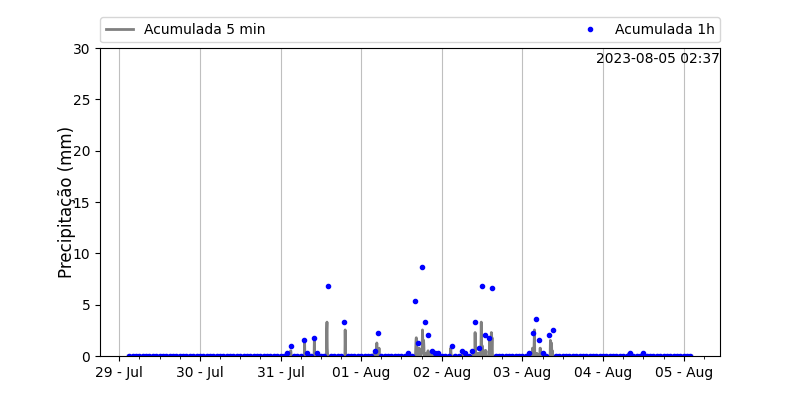 Acumulada 5 min Acumulada 1h
2023-08-05 02:37
Precipitação (mm)
30
25
20
15
10
5
0
29 - Jul 30 - Jul 31 - Jul 01 - Aug 02 - Aug 03 - Aug 04 - Aug 05 - Aug